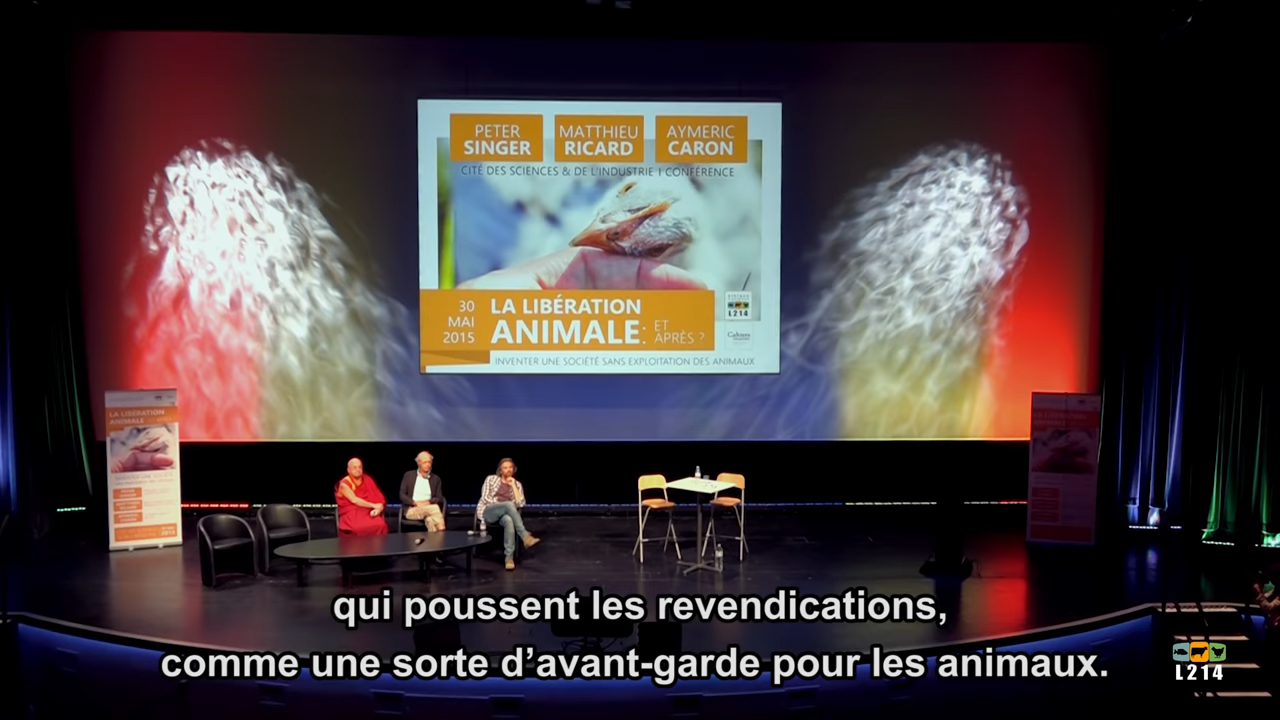 PETER
SINGER
MATTHIEU
RICARD
AYMERIC
CARON
CITÉ DES SCIENCES & DE L'INDUSTRIE | CONFÉRENCE
30
MAI
2015
LA LIBÉRATION
ANIMALE:
ET
APRÈS ?
L214
INVENTER UNE SOCIÉTÉ SANS EXPLOITATION DES ANIMAUX
LA LIBÉRATION
ANIMALE
qui poussent les revendications,
comme une sorte d'avant-garde pour les animaux.
L214